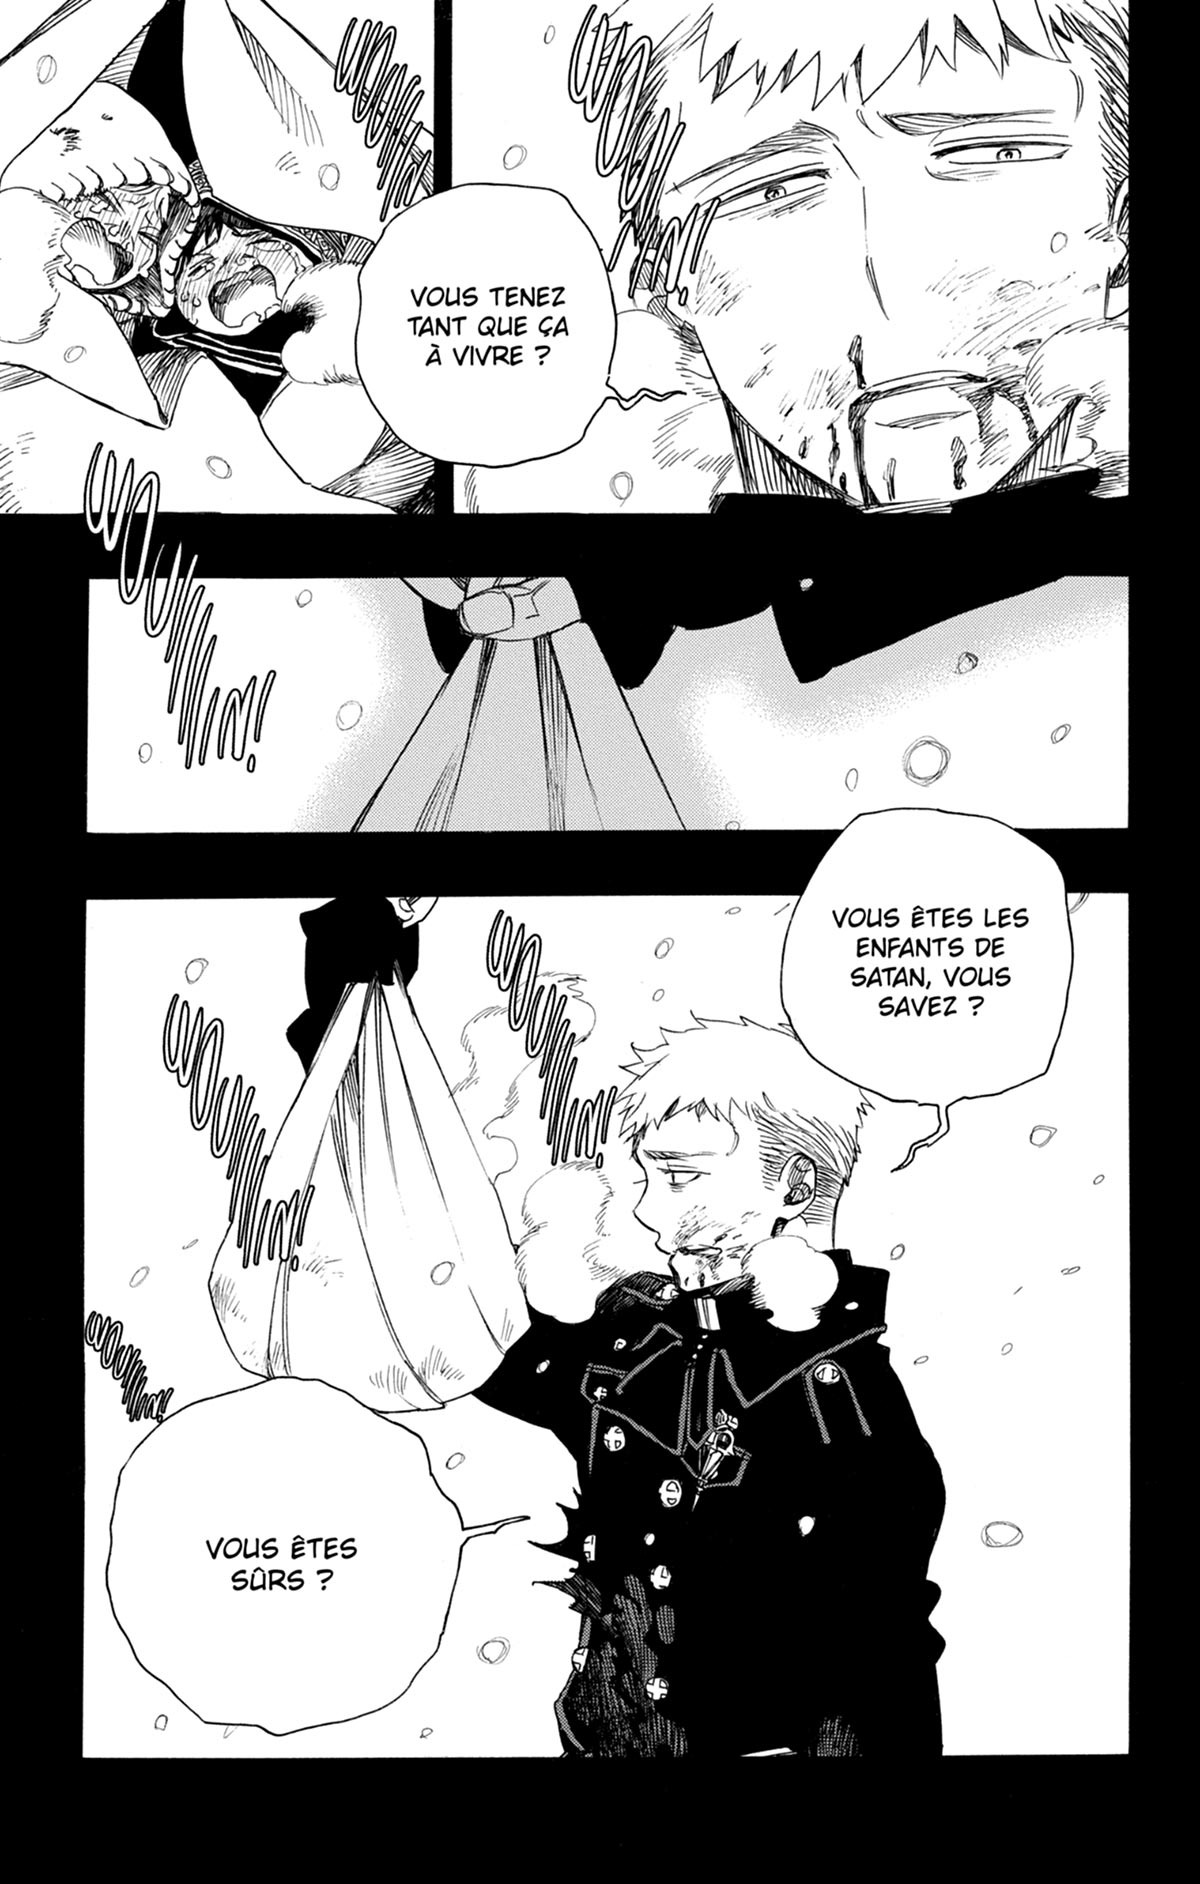 VOUS TENEZ
TANT QUE ÇA
À VIVRE ?
VOUS ÊTES LES
ENFANTS DE
SATAN, VOUS
SAVEZ ?
VOUS ÊTES
SÛRS ?